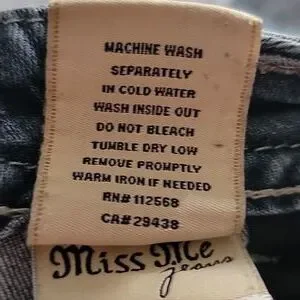 MACHINE WASH
SEPARATELY
IN COLD WATER
WASH INSIDE OUT
DO NOT BLEACH
TUMBLE DRY LOW
REMOVE PROMPTLY
WARM IRON IF NEEDED
RN# 112568
CA# 29438
Miss Me
Jeans